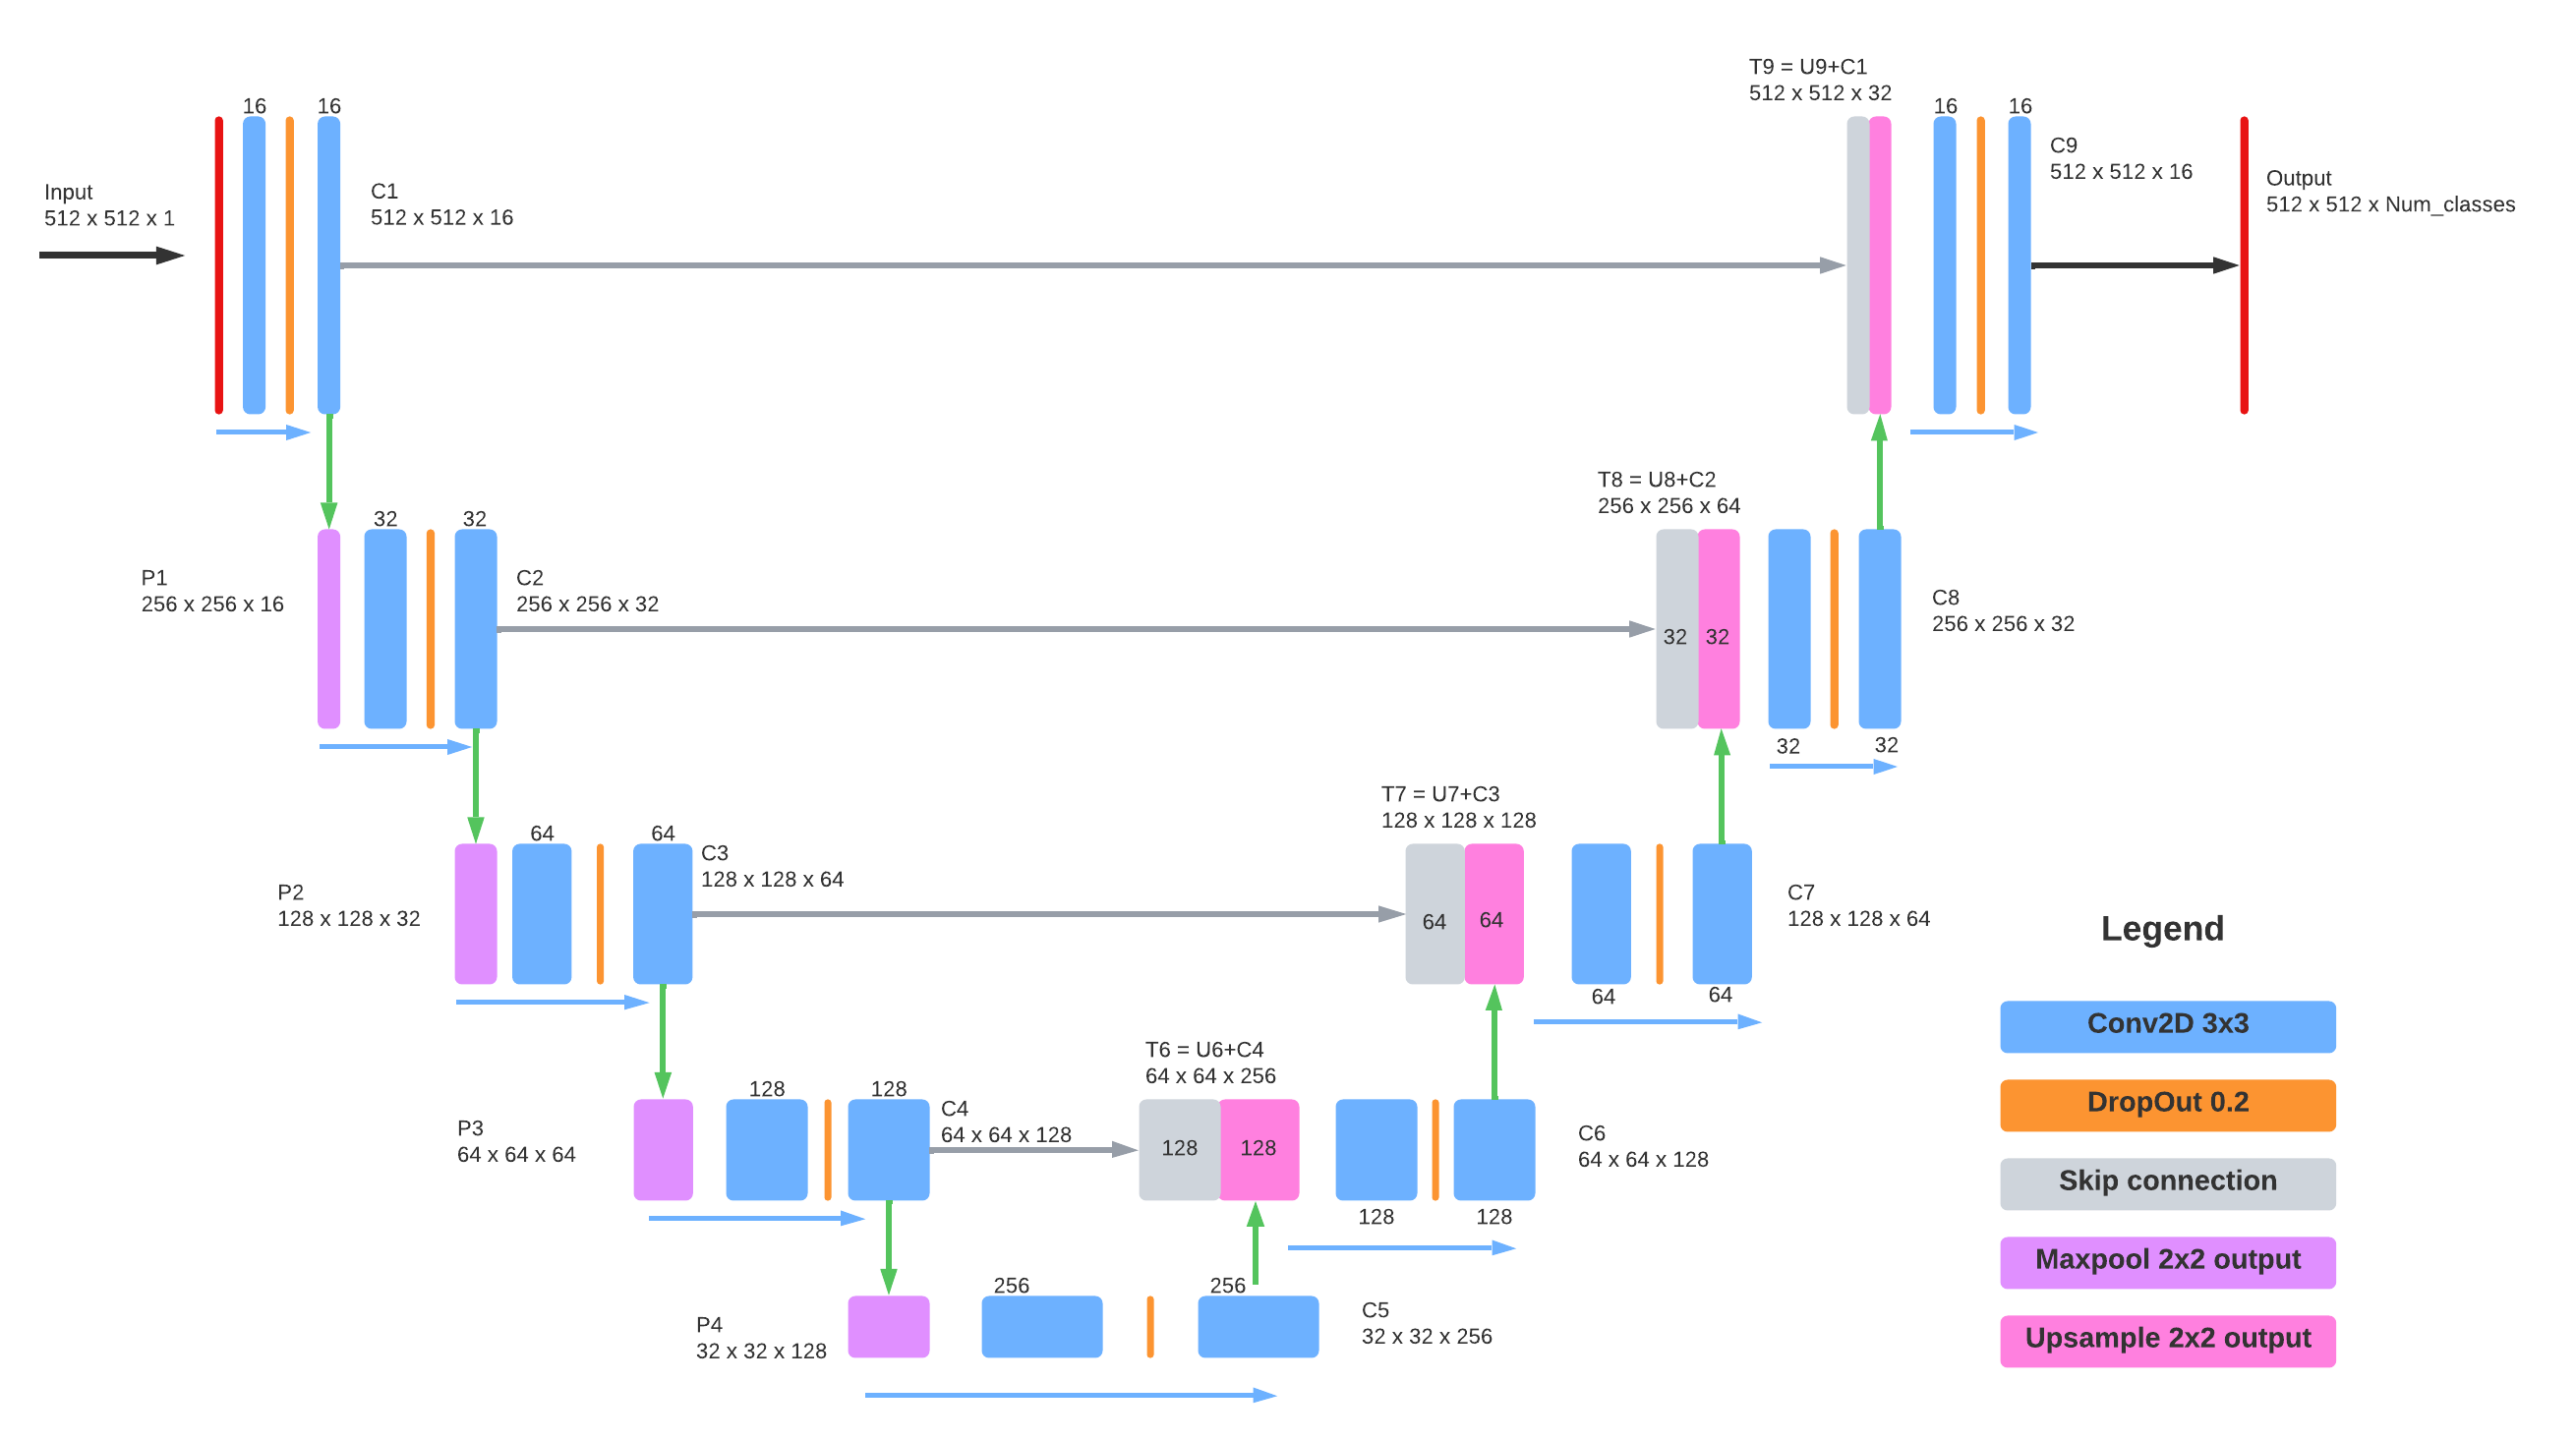 T9 = U9+C1
512 x 512 x 32
16
16
16
16
C9
512 x 512 x 16
Input
512 x 512 x 1
C1
512 x 512 x 16
Output
512 x 512 x Num_classes
T8 = U8+C2
256 x 256 x 64
32
32
P1
256 x 256 x 16
C2
256 x 256 x 32
32
32
C8
256 x 256 x 32
32
32
T7 = U7+C3
128 x 128 x 128
64
64
C3
128 x 128 x 64
P2
128 x 128 x 32
64
64
C7
128 x 128 x 64
64
64
Legend
Conv2D 3x3
DropOut 0.2
Skip connection
Maxpool 2x2 output
Upsample 2x2 output
T6 = U6+C4
64 x 64 x 256
128
128
C4
64 x 64 x 128
P3
64 x 64 x 64
128
128
C6
64 x 64 x 128
128
128
256
256
P4
32 x 32 x 128
C5
32 x 32 x 256